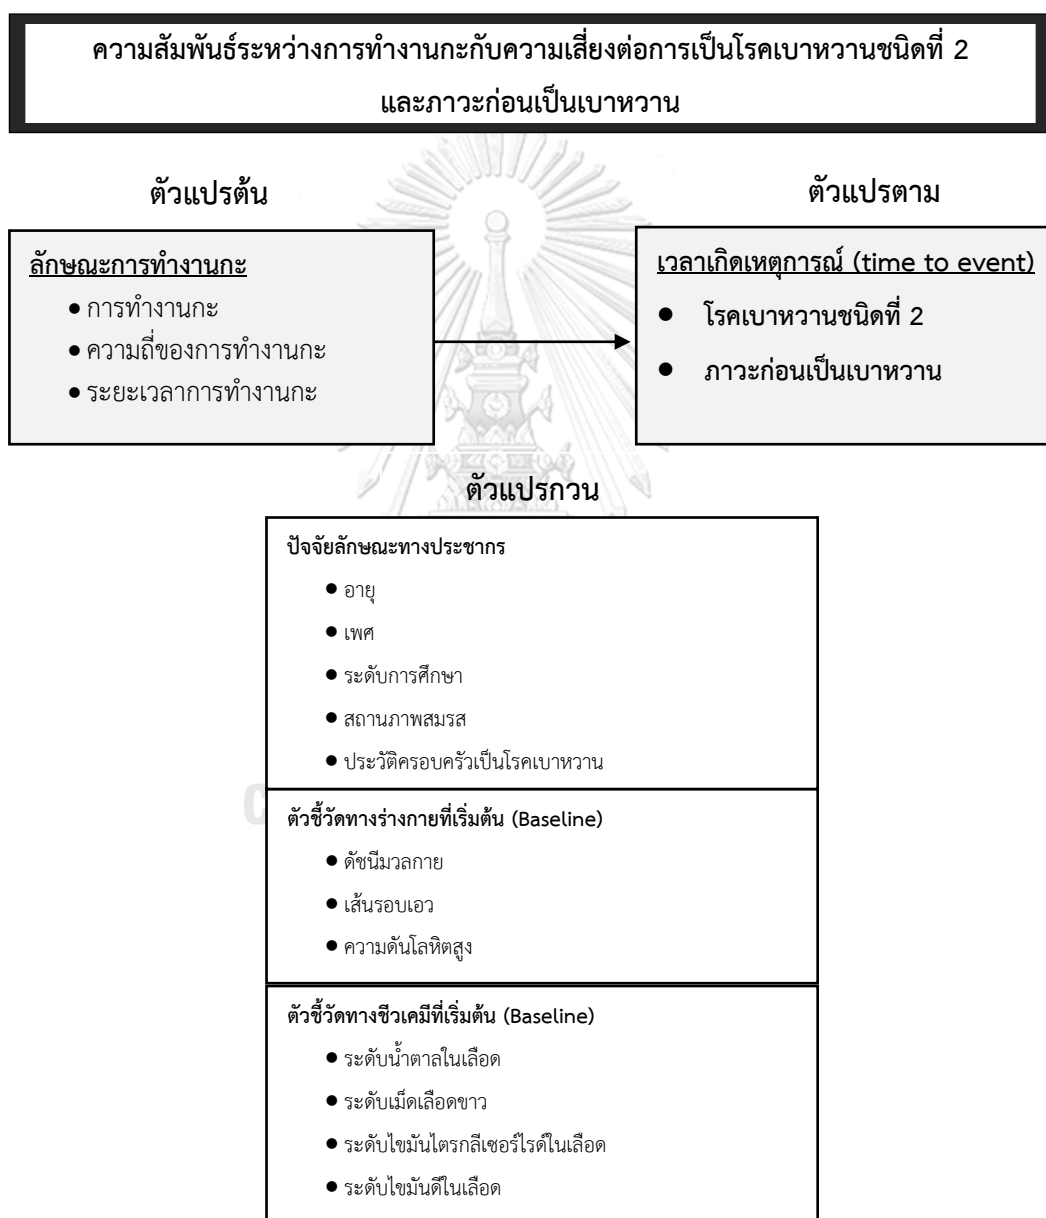 ความสัมพันธ์ระหว่างการทำงานกะกับความเสี่ยงต่อการเป็นโรคเบาหวานชนิดที่ 2
และภาวะก่อนเป็นเบาหวาน
ตัวแปรต้น
ตัวแปรตาม
ลักษณะการทำงานกะ
● การทำงานกะ
● ความถี่ของการทำงานกะ
● ระยะเวลาการทำงานกะ
เวลาเกิดเหตุการณ์ (time to event)
● โรคเบาหวานชนิดที่ 2
● ภาวะก่อนเป็นเบาหวาน
ตัวแปรกวน
ปัจจัยลักษณะทางประชากร
● อายุ
● เพศ
● ระดับการศึกษา
● สถานภาพสมรส
● ประวัติครอบครัวเป็นโรคเบาหวาน
ตัวชี้วัดทางร่างกายที่เริ่มต้น (Baseline)
● ดัชนีมวลกาย
● เส้นรอบเอว
● ความดันโลหิตสูง
ตัวชี้วัดทางชีวเคมีที่เริ่มต้น (Baseline)
● ระดับน้ำตาลในเลือด
● ระดับเม็ดเลือดขาว
● ระดับไขมันไตรกลีเซอร์ไรด์ในเลือด
● ระดับไขมันดีในเลือด